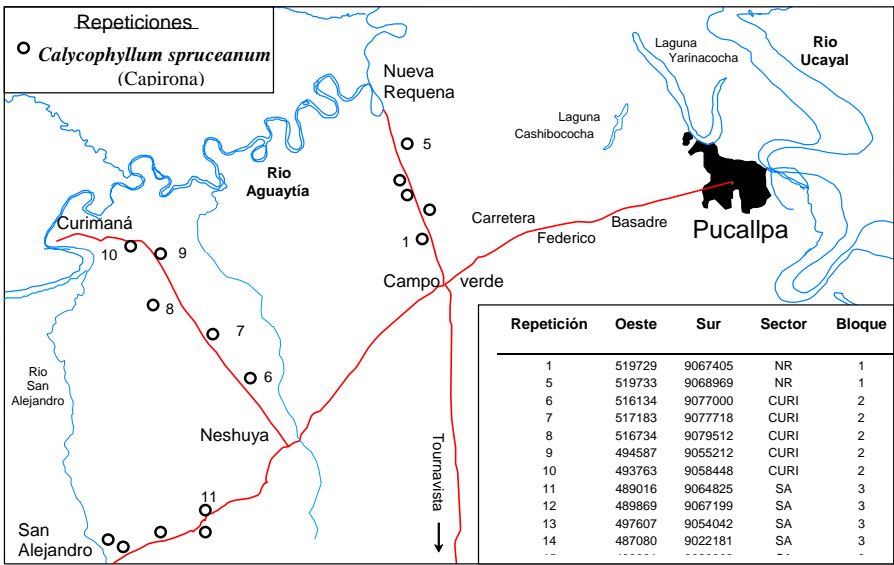 Repeticiones
Calycophyllum spruceanum
(Capirona)
Nueva
Requena
Laguna
Yarinacocha
Rio
Ucayal
Laguna
Cashibococha
5
Rio
Aguaytía
Curimaná
10
9
1
Carretera
Federico
Basadre
Pucallpa
Campo verde
8
7
6
Rio
San
Alejandro
Neshuya
Tournavista
11
San
Alejandro
Repetición Oeste Sur Sector Bloque
1 519729 9067405 NR 1
5 519733 9068969 NR 1
6 516134 9077000 CURI 2
7 517183 9077718 CURI 2
8 516734 9079512 CURI 2
9 494587 9055212 CURI 2
10 493763 9058448 CURI 2
11 489016 9064825 SA 3
12 489869 9067199 SA 3
13 497607 9054042 SA 3
14 487080 9022181 SA 3